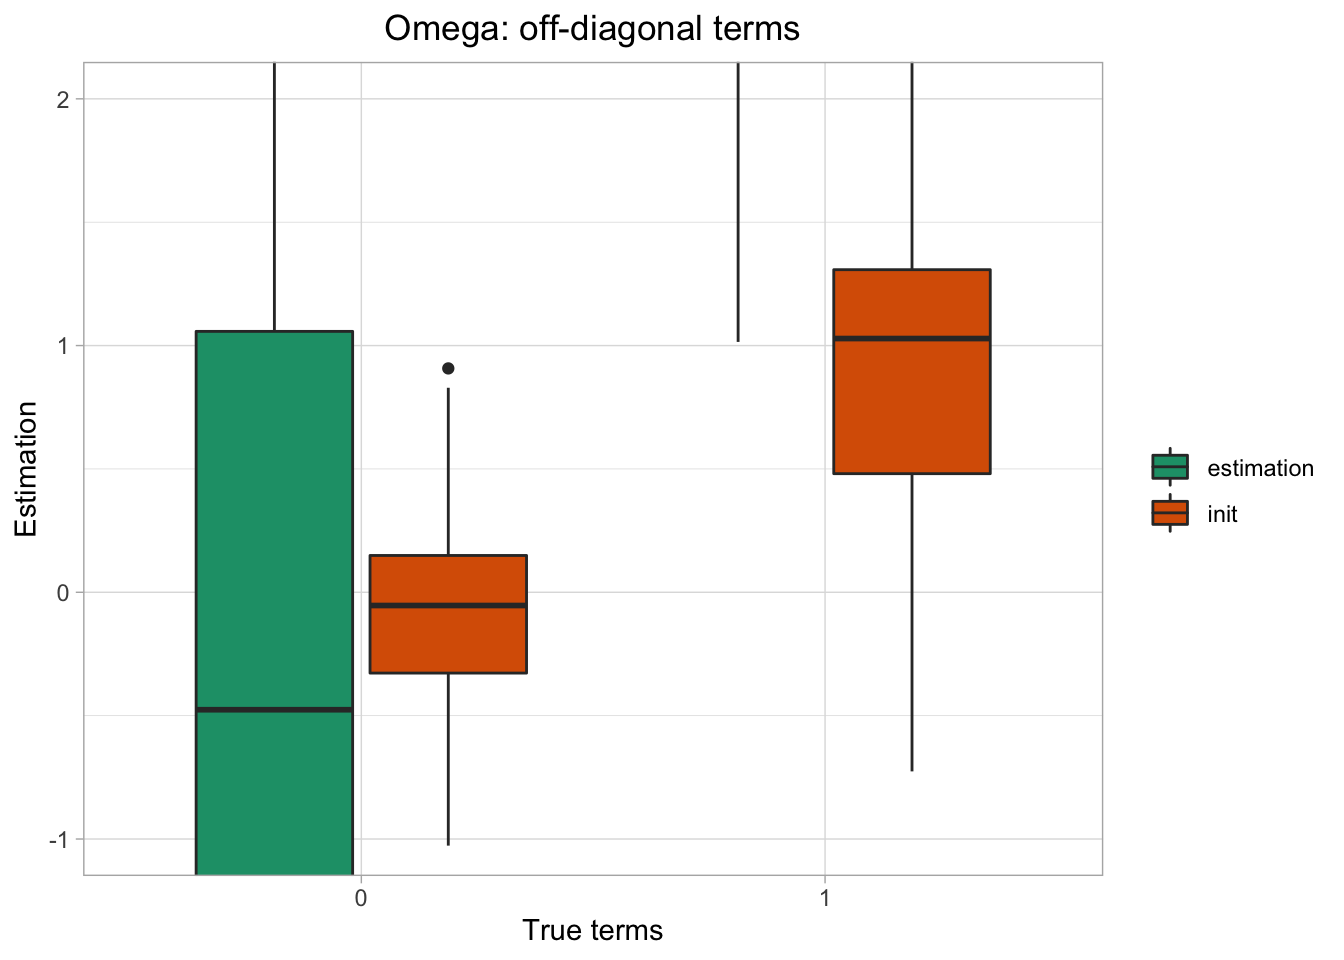 Omega: off-diagonal terms
2
1
0
-1
Estimation
0
1
True terms
estimation
init